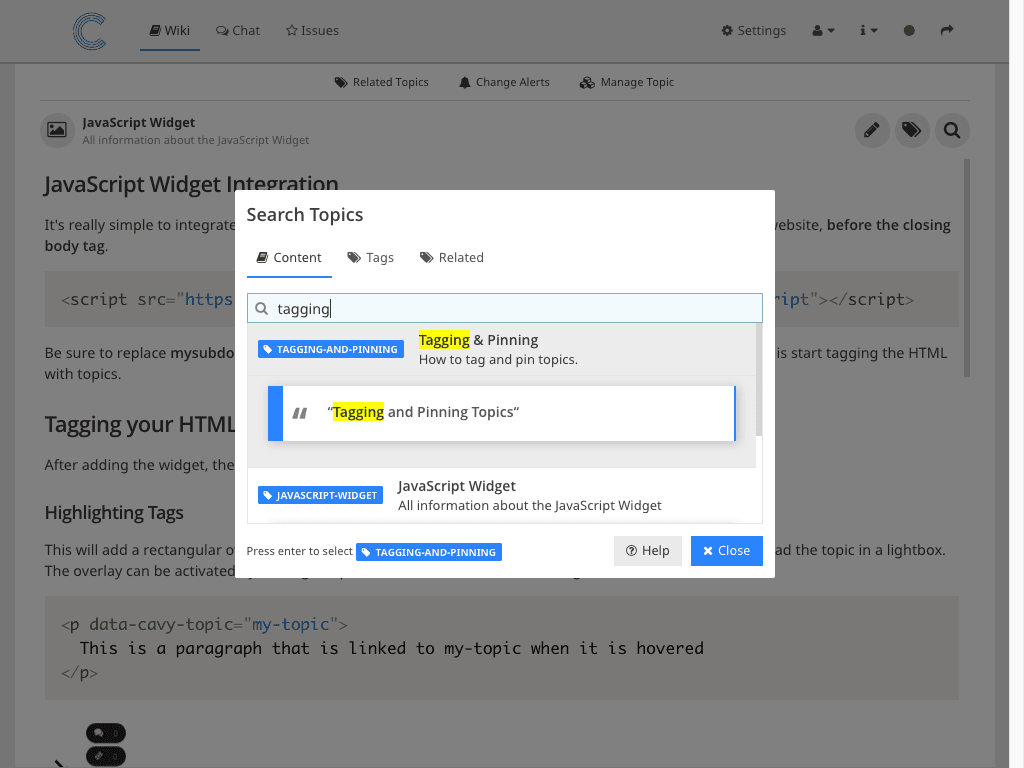 Wiki
Chat
Issues
Settings
Related Topics
Change Alerts
Manage Topic
JavaScript Widget
All information about the JavaScript Widget
JavaScript Widget Integration
It's really simple to integrate
website, before the closing
body tag.
<script src="https
ript"></script>
Be sure to replace mysubdo
is start tagging the HTML
with topics.
Tagging your HTML
After adding the widget, the
Highlighting Tags
This will add a rectangular
ad the topic in a lightbox.
The overlay can be activated
<p data-cavy-topic="my-topic">
This is a paragraph that is linked to my-topic when it is hovered
</p>
0
0
Search Topics
Content
Tags
Related
tagging
TAGGING-AND-PINNING
Tagging & Pinning
How to tag and pin topics.
“Tagging and Pinning Topics“
JAVASCRIPT-WIDGET
JavaScript Widget
All information about the JavaScript Widget
Press enter to select TAGGING-AND-PINNING
Help
Close